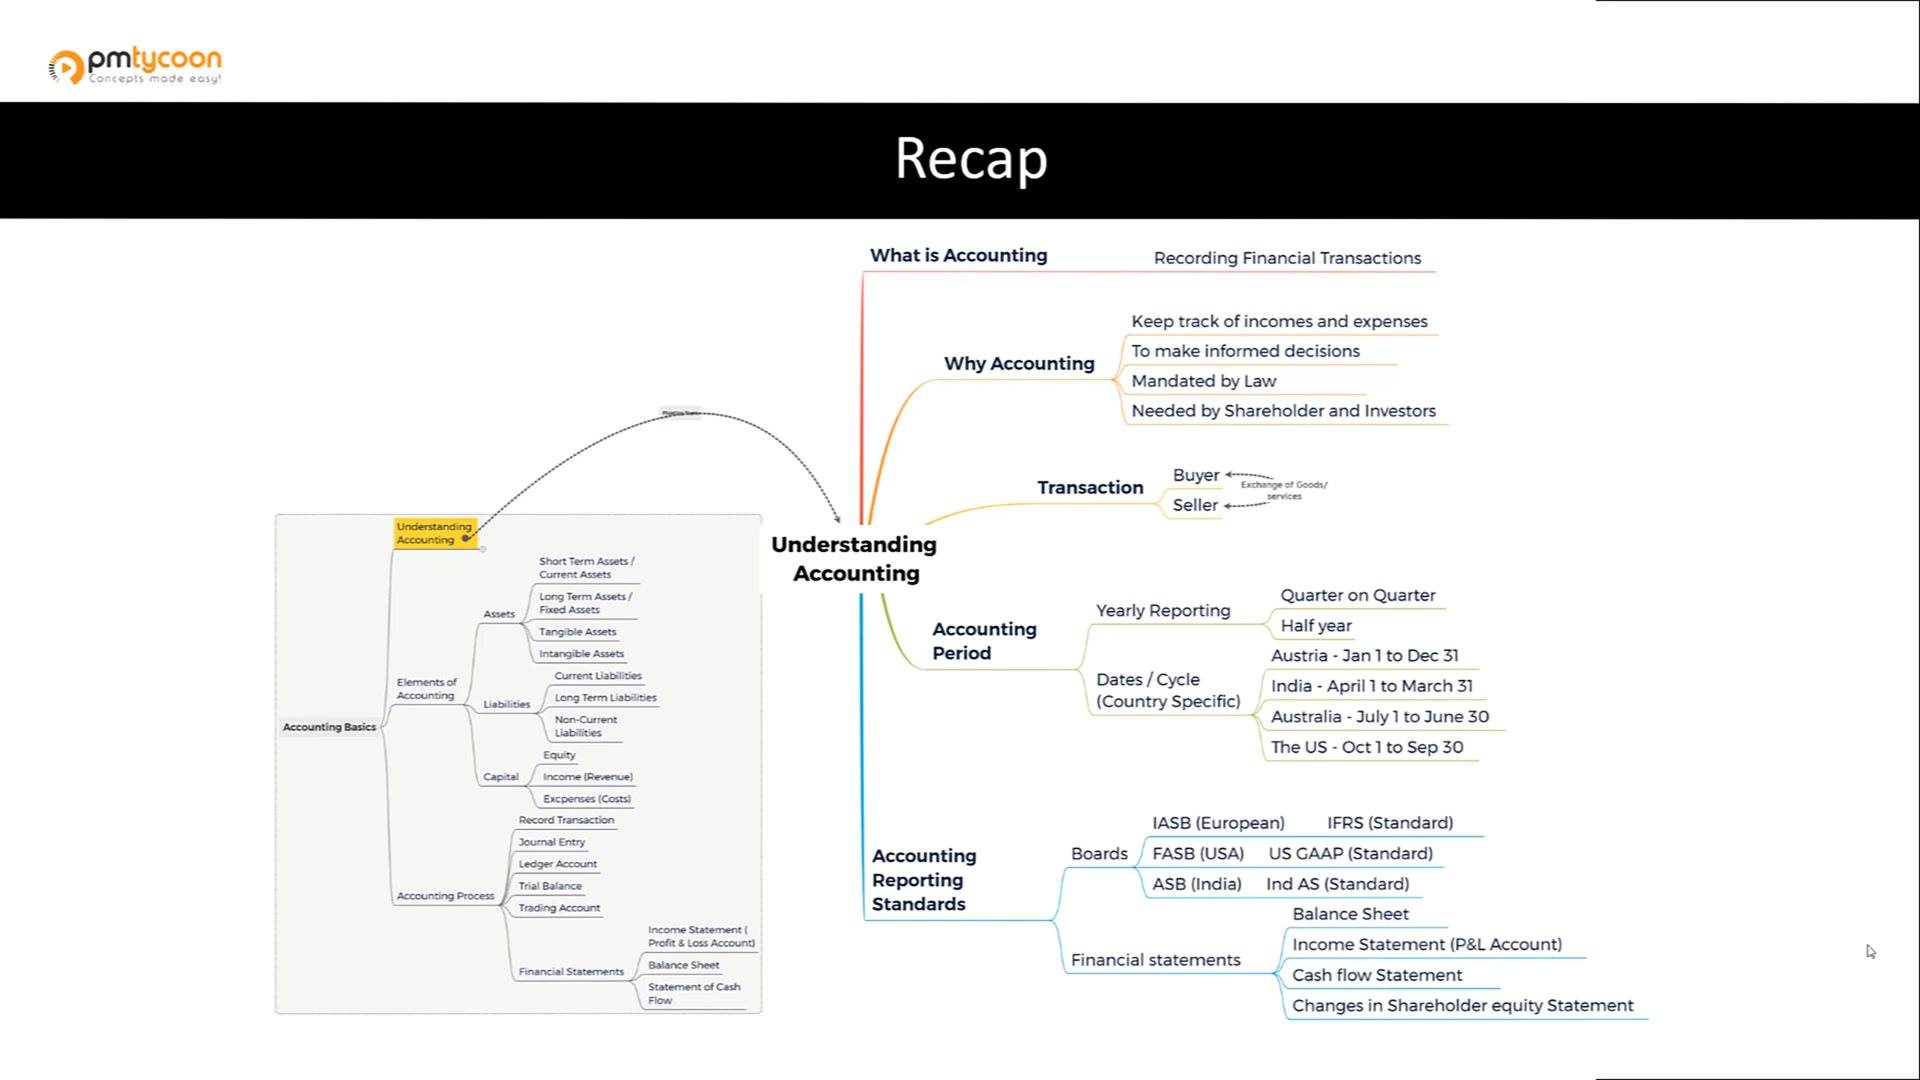 pmtycoon
Concepts made easy!
Recap
What is Accounting
Recording Financial Transactions
Why Accounting
Keep track of incomes and expenses
To make informed decisions
Mandated by Law
Needed by Shareholder and Investors
Transaction
Buyer
Seller
Exchange of Goods/
services
Understanding
Accounting
Accounting
Period
Yearly Reporting
Quarter on Quarter
Half year
Dates / Cycle
(Country Specific)
Austria - Jan 1 to Dec 31
India - April 1 to March 31
Australia - July 1 to June 30
The US - Oct 1 to Sep 30
Accounting
Reporting
Standards
Boards
IASB (European) IFRS (Standard)
FASB (USA) US GAAP (Standard)
ASB (India) Ind AS (Standard)
Financial statements
Balance Sheet
Income Statement (P&L Account)
Cash flow Statement
Changes in Shareholder equity Statement
Accounting Basics
Understanding
Accounting
Elements of
Accounting
Assets
Short Term Assets /
Current Assets
Long Term Assets /
Fixed Assets
Tangible Assets
Intangible Assets
Liabilities
Current Liabilities
Long Term Liabilities
Non-Current
Liabilities
Capital
Equity
Income (Revenue)
Excpenses (Costs)
Accounting Process
Record Transaction
Journal Entry
Ledger Account
Trial Balance
Trading Account
Financial Statements
Income Statement (
Profit & Loss Account)
Balance Sheet
Statement of Cash
Flow